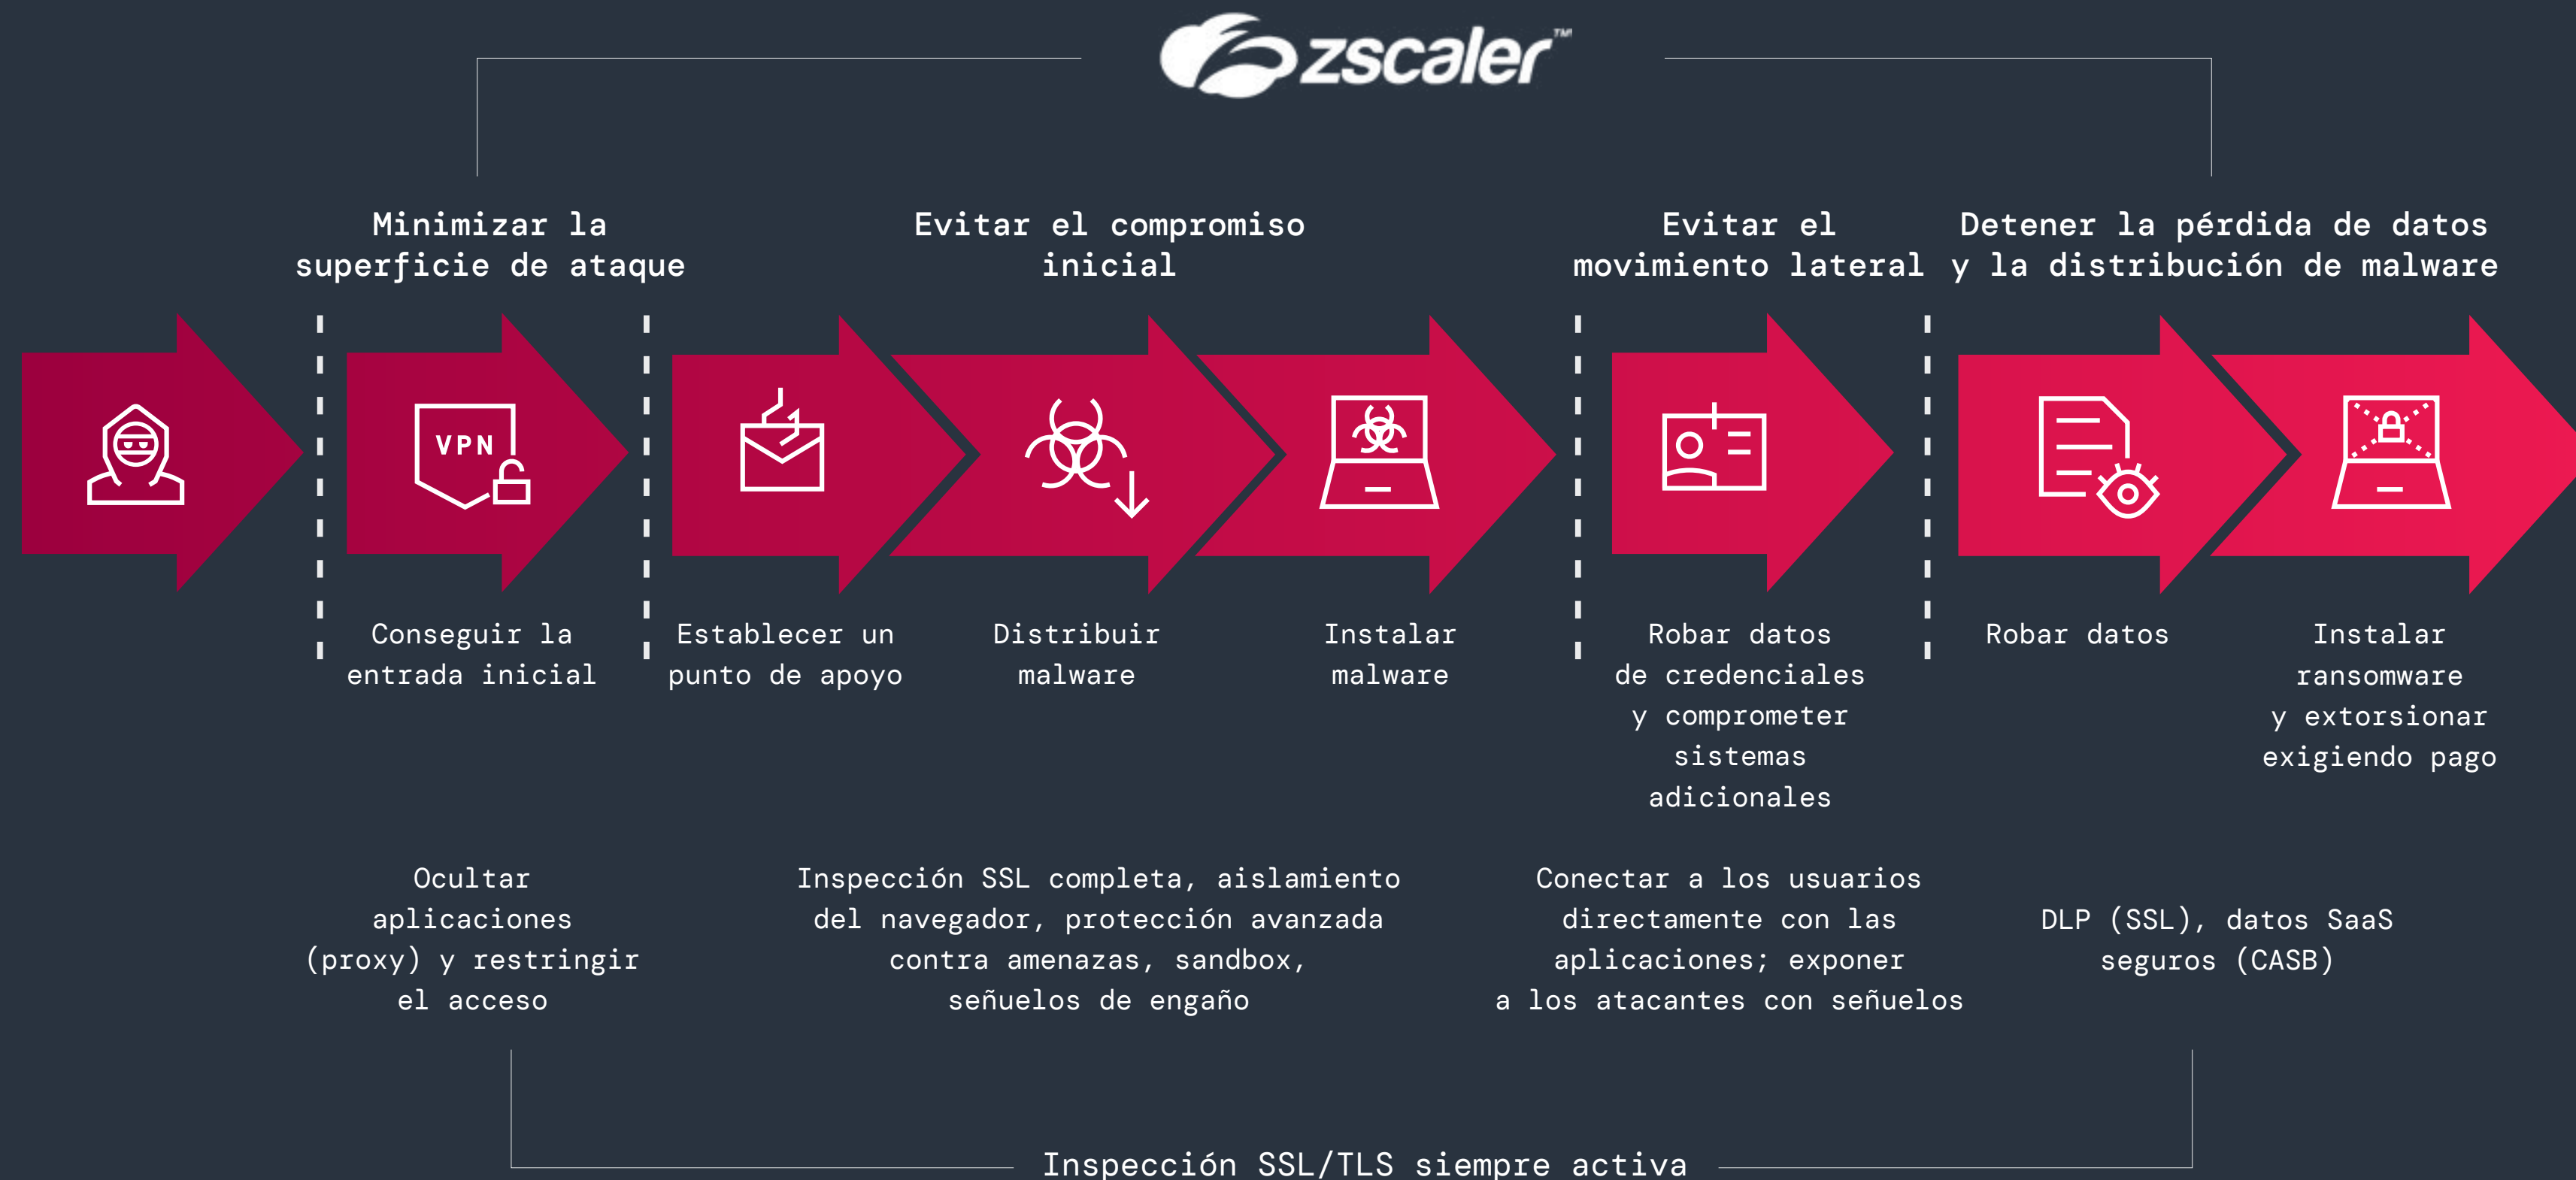 zscaler™
Minimizar la
superficie de ataque
Evitar el compromiso
inicial
Evitar el
movimiento lateral
Detener la pérdida de datos
y la distribución de malware
VPN
Conseguir la
entrada inicial
Establecer un
punto de apoyo
Distribuir
malware
Instalar
malware
Robar datos
de credenciales
y comprometer
sistemas
adicionales
Robar datos
Instalar
ransomware
y extorsionar
exigiendo pago
Ocultar
aplicaciones
(proxy) y restringir
el acceso
Inspección SSL completa, aislamiento
del navegador, protección avanzada
contra amenazas, sandbox,
señuelos de engaño
Conectar a los usuarios
directamente con las
aplicaciones; exponer
a los atacantes con señuelos
DLP (SSL), datos SaaS
seguros (CASB)
Inspección SSL/TLS siempre activa